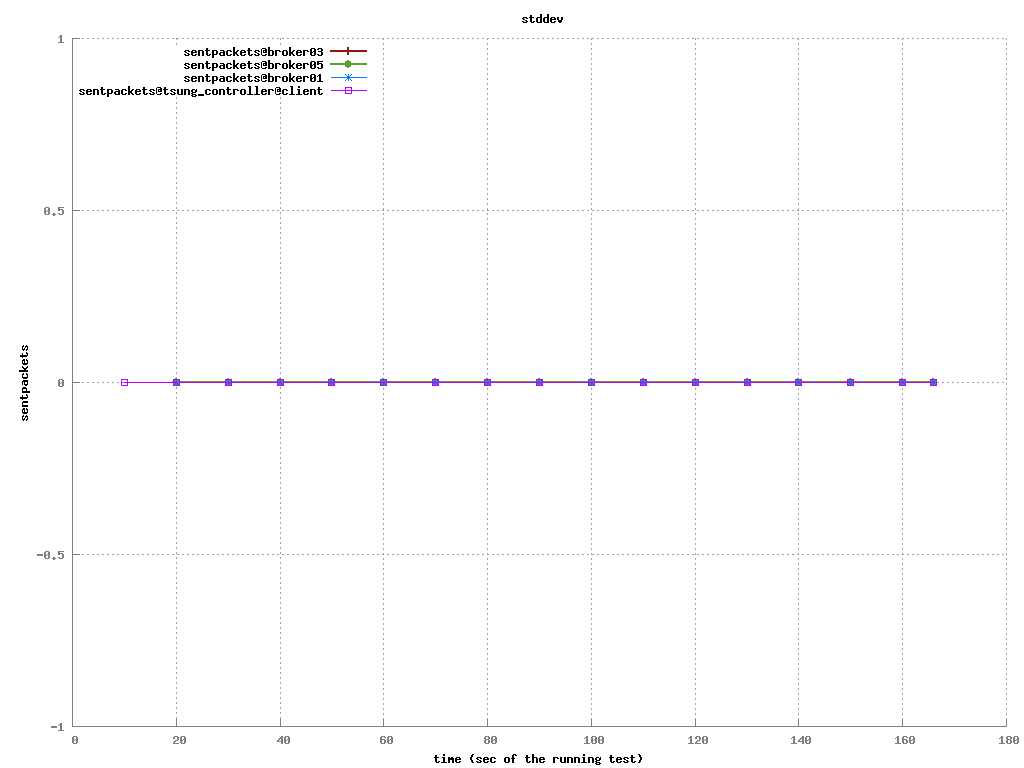 stddev
sentpackets@broker03
sentpackets@broker05
sentpackets@broker01
sentpackets@tsung_controller@client
1
0.5
0
-0.5
-1
sentpackets
0 20 40 60 80 100 120 140 160 180
time (sec of the running test)